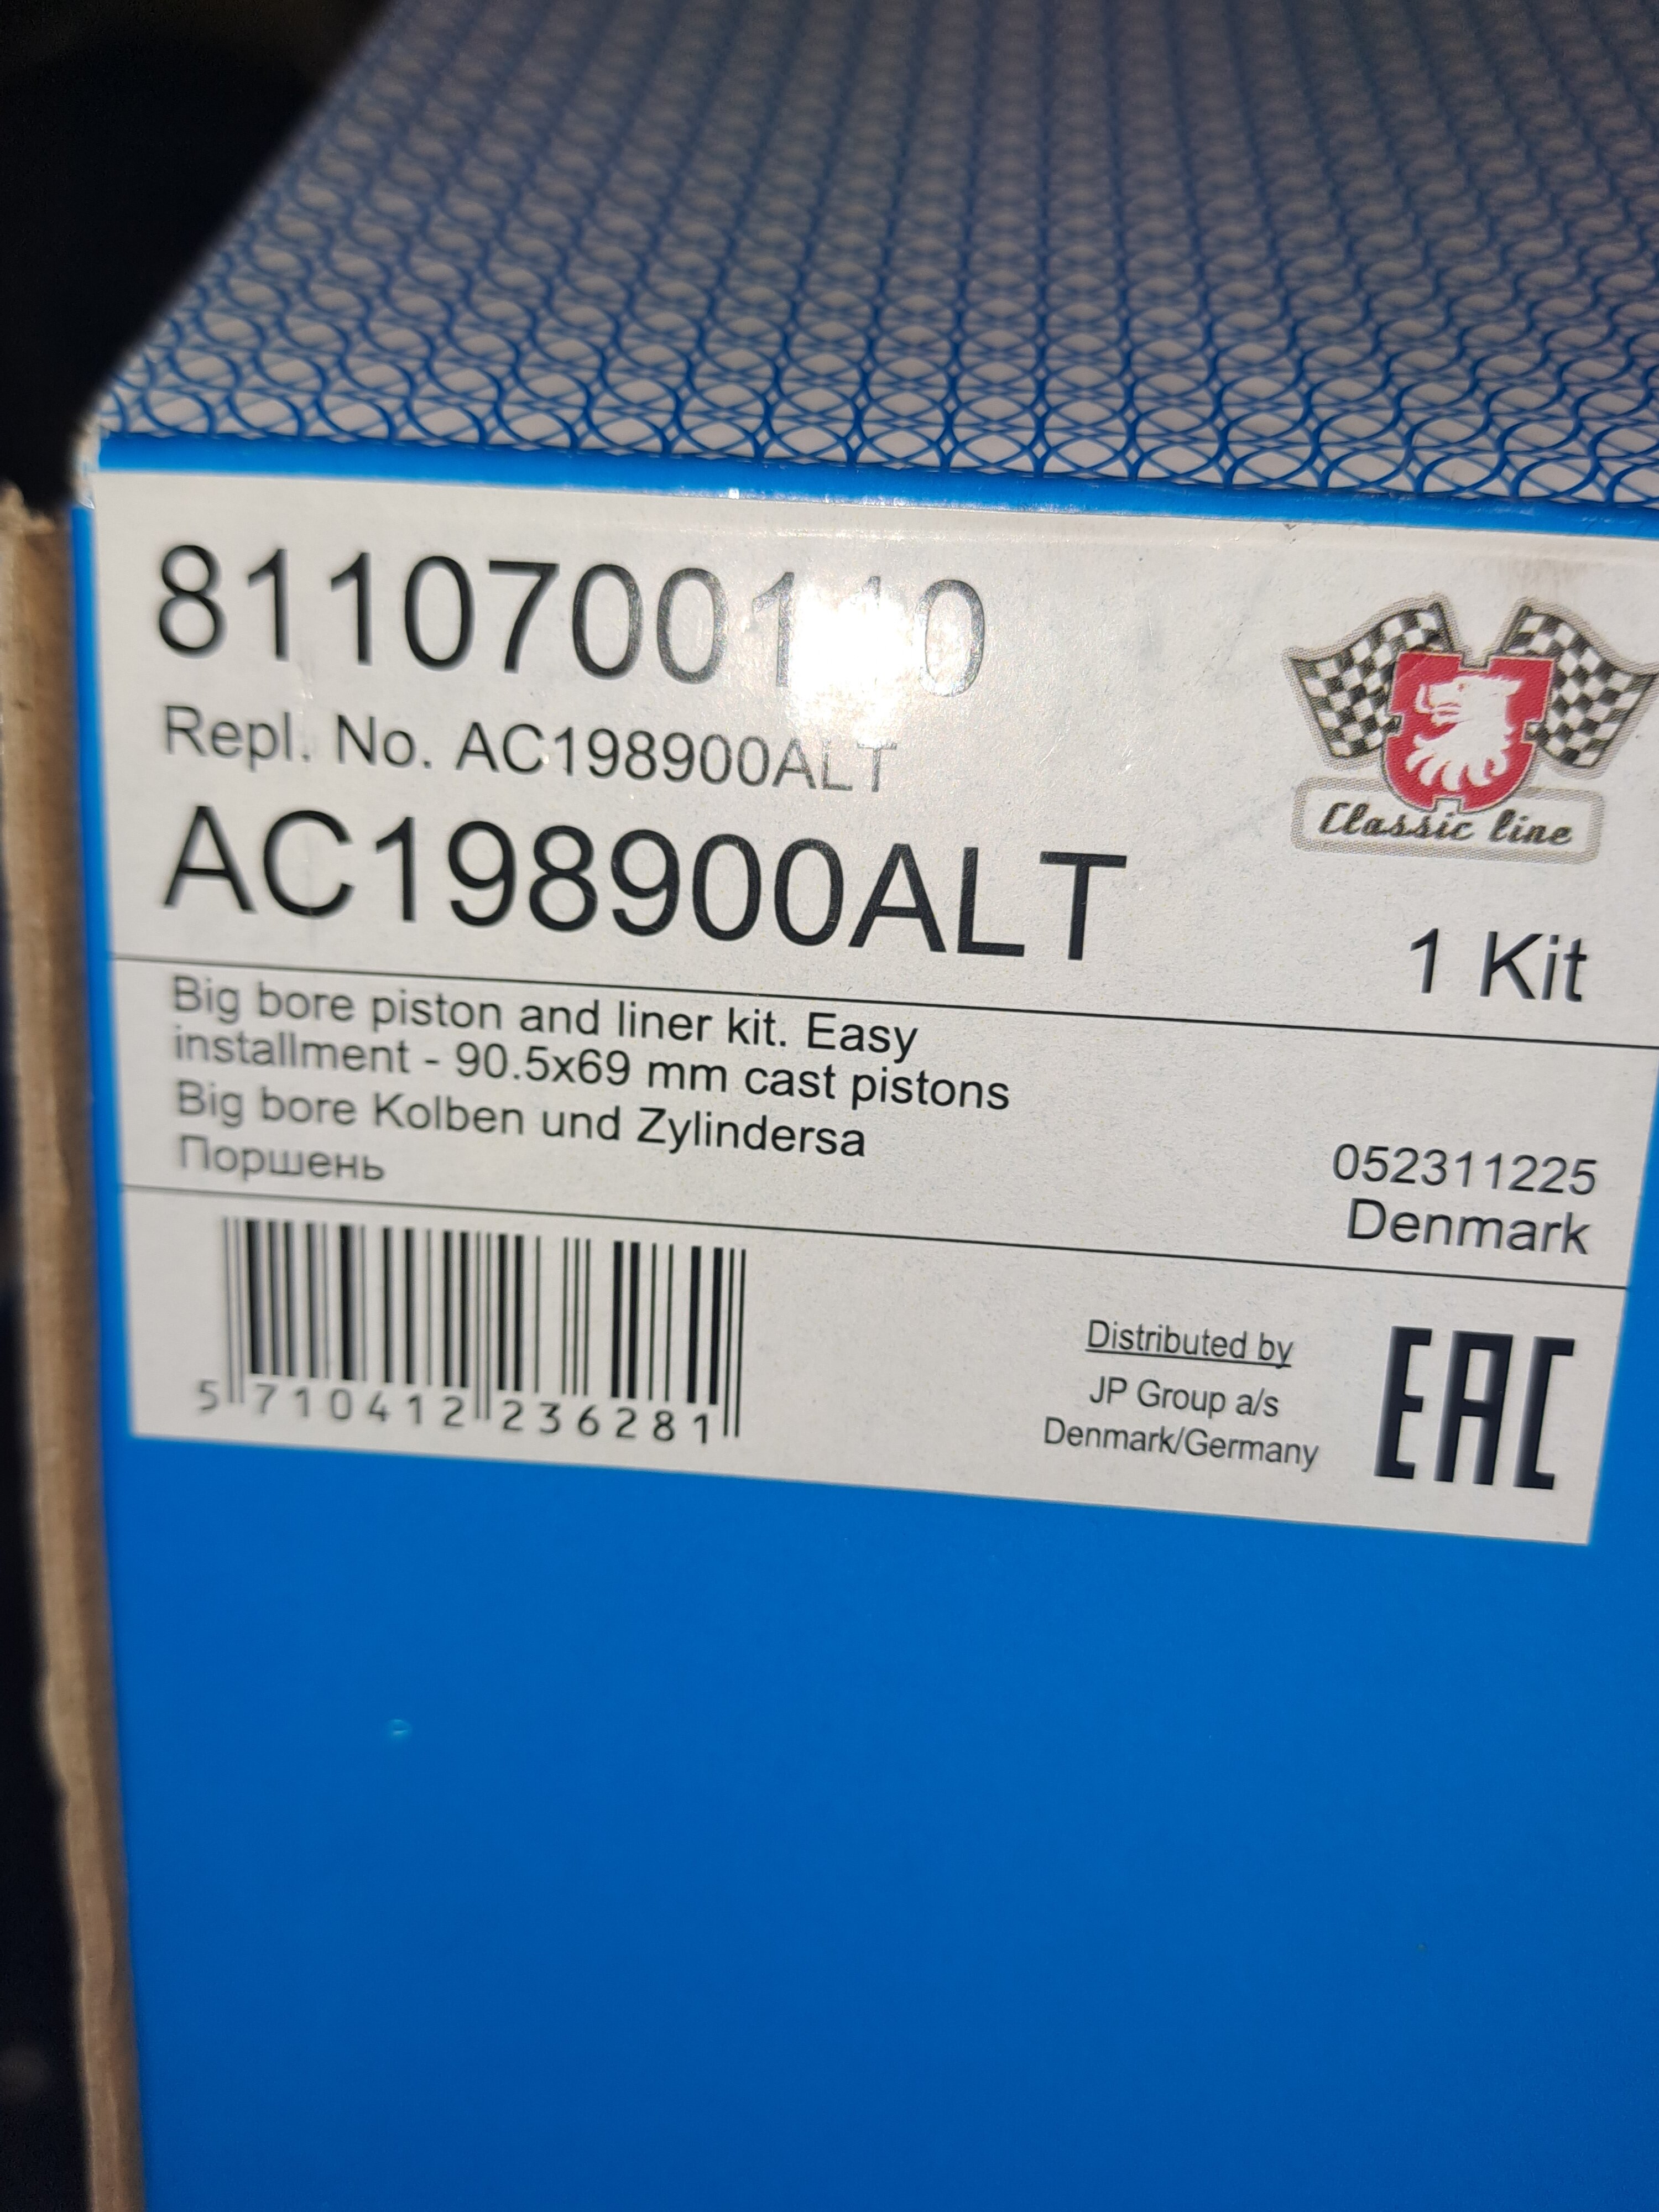 Repl. No. AC198900ALT
AC198900ALT
Classic line
1 Kit
Big bore piston and liner kit. Easy
installment - 90.5x69 mm cast pistons
Big bore Kolben und Zylindersa
Поршень
052311225
Denmark
5 710412 236281
Distributed by
JP Group a/s
Denmark/Germany
EAC